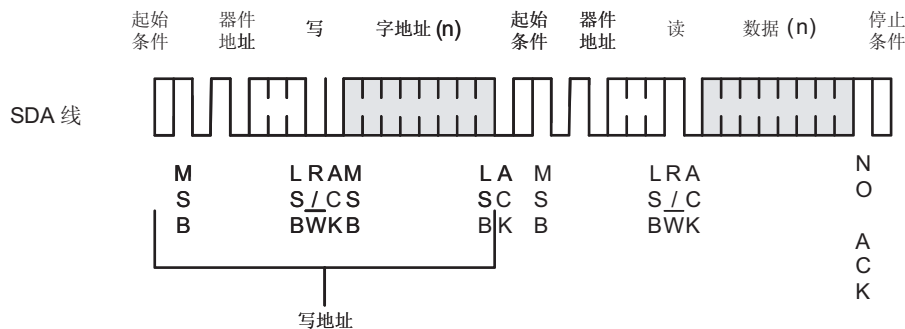 起始 器件 写 字地址 (n) 起始 器件 读 数据 (n) 停止
条件 地址 条件 地址 条件
SDA 线
M L R A M L A M L R A N
S S / C S S C S S / C O
B B W K B B K B B W K
A
C
K
写地址